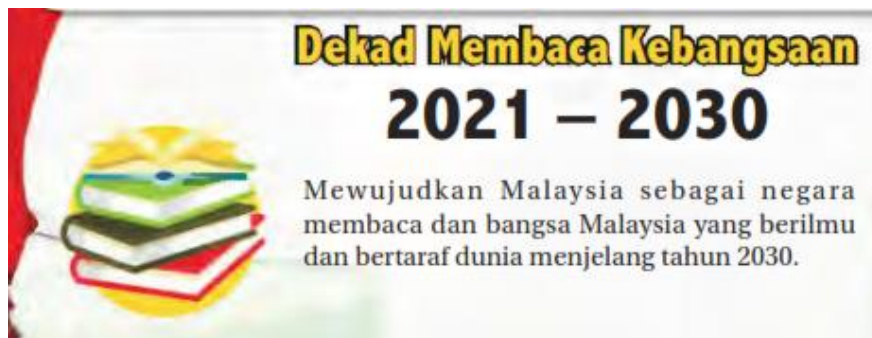 Dekad Membaca Kebangsaan
2021 – 2030
Mewujudkan Malaysia sebagai negara
membaca dan bangsa Malaysia yang berilmu
dan bertaraf dunia menjelang tahun 2030.